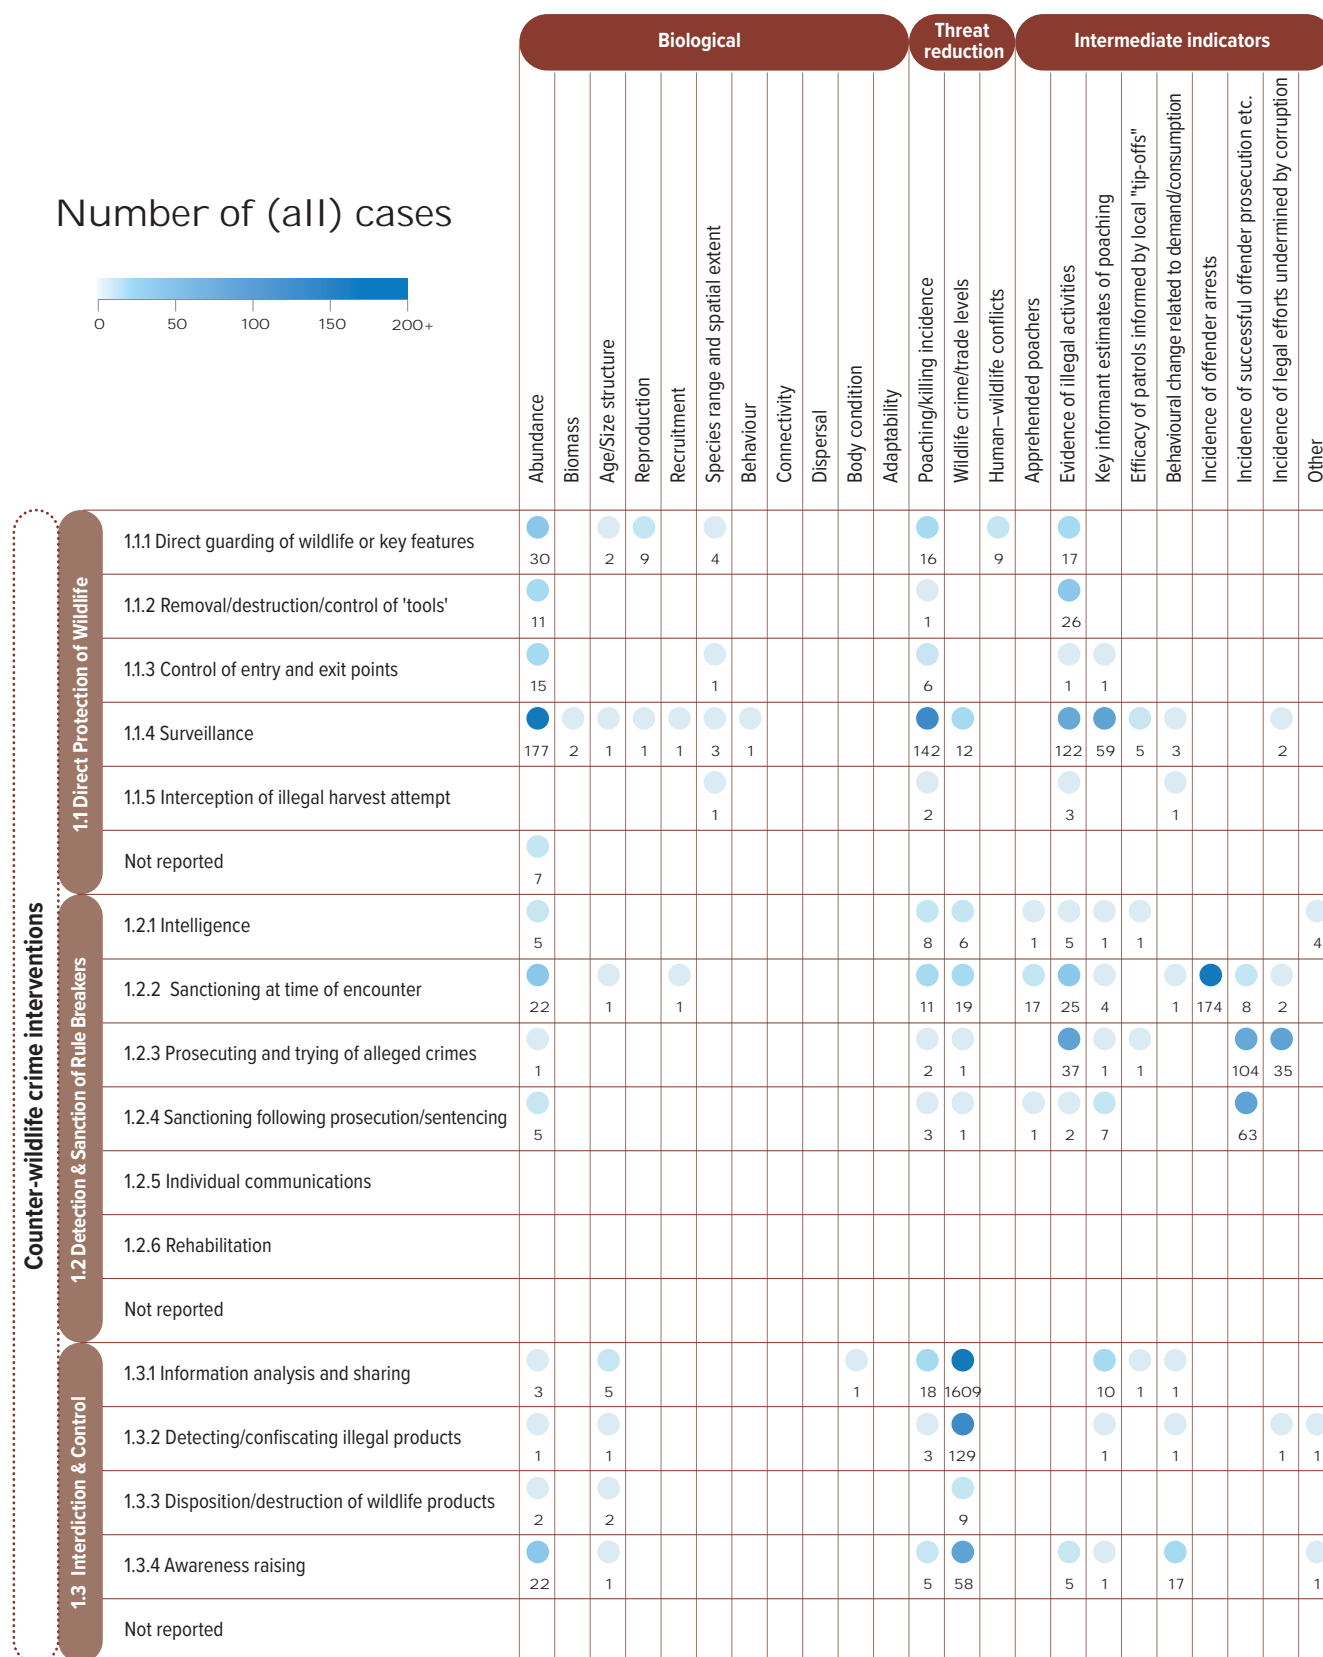 Biological
Threat
reduction
Intermediate indicators
Number of (all) cases
0 50 100 150 200+
Abundance
Biomass
Age/Size structure
Reproduction
Recruitment
Species range and spatial extent
Behaviour
Connectivity
Dispersal
Body condition
Adaptability
Poaching/killing incidence
Wildlife crime/trade levels
Human–wildlife conflicts
Apprehended poachers
Evidence of illegal activities
Key informant estimates of poaching
Efficacy of patrols informed by local "tip-offs"
Behavioural change related to demand/consumption
Incidence of offender arrests
Incidence of successful offender prosecution etc.
Incidence of legal efforts undermined by corruption
Other
Counter-wildlife crime interventions
1.1 Direct Protection of Wildlife
1.1.1 Direct guarding of wildlife or key features
30 2 9 4 16 9 17
1.1.2 Removal/destruction/control of 'tools'
11 1 26
1.1.3 Control of entry and exit points
15 1 6 1 1
1.1.4 Surveillance
177 2 1 1 1 3 1 142 12 122 59 5 3 2
1.1.5 Interception of illegal harvest attempt
1 2 3 1
Not reported
7
1.2 Detection & Sanction of Rule Breakers
1.2.1 Intelligence
5 8 6 1 5 1 1 4
1.2.2 Sanctioning at time of encounter
22 1 1 11 19 17 25 4 1 174 8 2
1.2.3 Prosecuting and trying of alleged crimes
1 2 1 37 1 1 104 35
1.2.4 Sanctioning following prosecution/sentencing
5 3 1 1 2 7 63
1.2.5 Individual communications
1.2.6 Rehabilitation
Not reported
1.3 Interdiction & Control
1.3.1 Information analysis and sharing
3 5 1 18 1609 10 1 1
1.3.2 Detecting/confiscating illegal products
1 1 3 129 1 1 1 1
1.3.3 Disposition/destruction of wildlife products
2 2 9
1.3.4 Awareness raising
22 1 5 58 5 1 17 1
Not reported